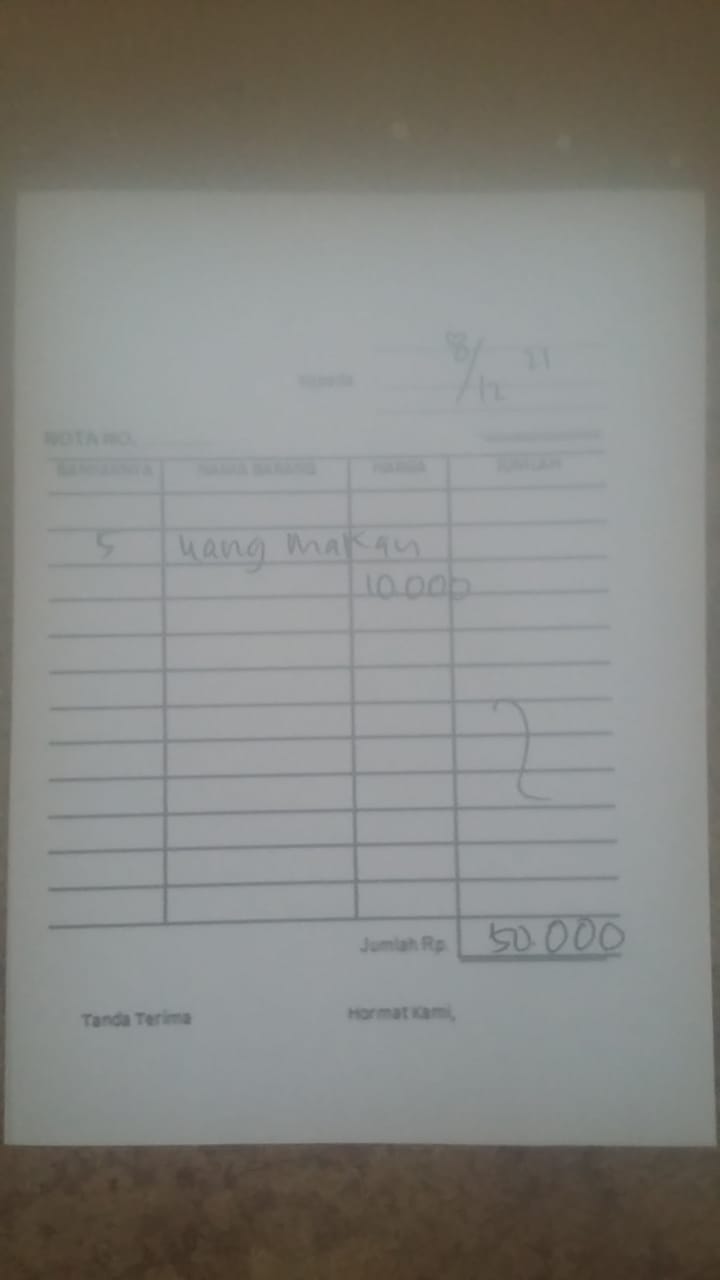 8/12 21
Kepada
NOTA NO.
BANYAKNYA NAMA BARANG HARGA JUMLAH
5 uang makan
10.000
Jumlah Rp. 50.000
Tanda Terima Hormat Kami,